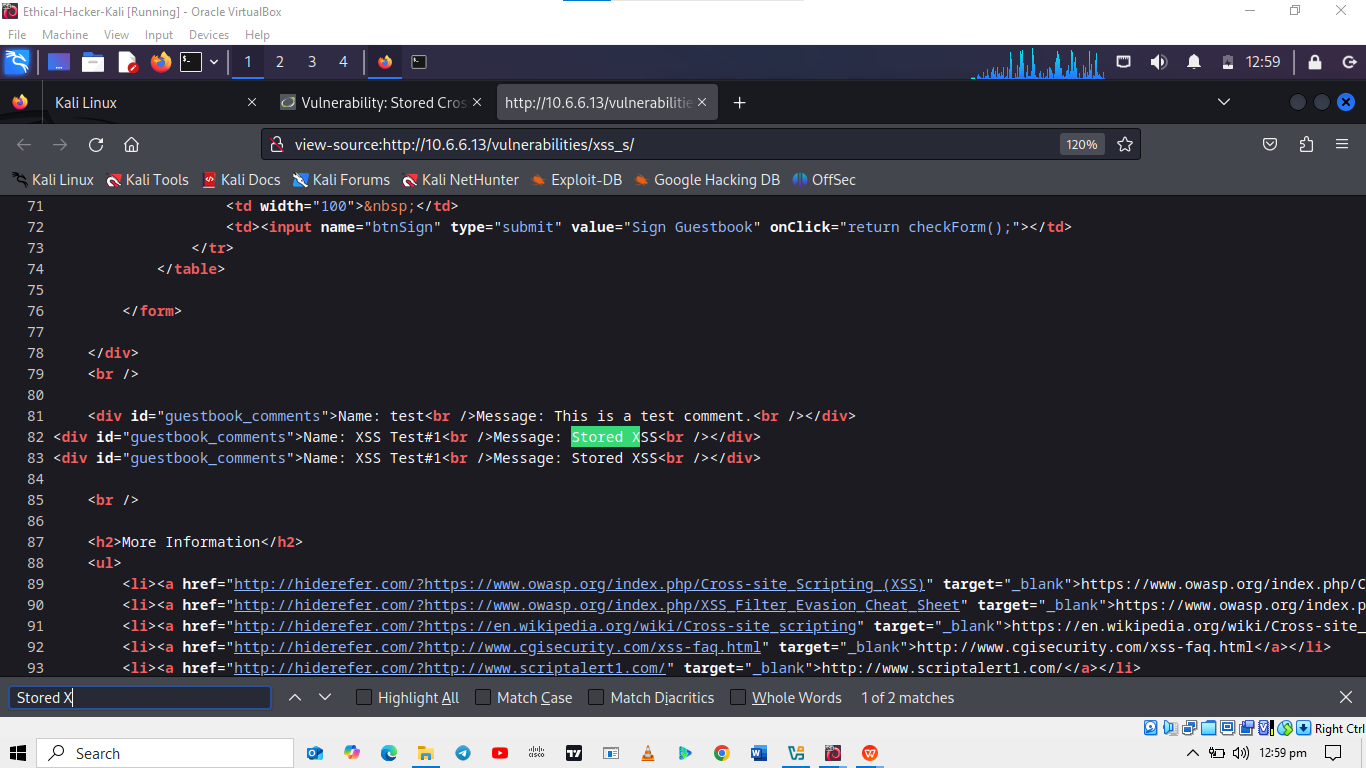 Ethical-Hacker-Kali [Running] - Oracle VirtualBox
File Machine View Input Devices Help
1 2 3 4 12:59
Kali Linux Vulnerability: Stored Cros http://10.6.6.13/vulnerabilitie
view-source:http://10.6.6.13/vulnerabilities/xss_s/ 120%
Kali Linux Kali Tools Kali Docs Kali Forums Kali NetHunter Exploit-DB Google Hacking DB OffSec
71 <td width="100">&nbsp;</td>
72 <td><input name="btnSign" type="submit" value="Sign Guestbook" onClick="return checkForm();"></td>
73 </tr>
74 </table>
75
76 </form>
77
78 </div>
79 <br />
80
81 <div id="guestbook_comments">Name: test<br />Message: This is a test comment.<br /></div>
82 <div id="guestbook_comments">Name: XSS Test#1<br />Message: Stored XSS<br /></div>
83 <div id="guestbook_comments">Name: XSS Test#1<br />Message: Stored XSS<br /></div>
84
85 <br />
86
87 <h2>More Information</h2>
88 <ul>
89 <li><a href="http://hiderefer.com/?https://www.owasp.org/index.php/Cross-site_Scripting_(XSS)" target="_blank">https://www.owasp.org/index.php/C
90 <li><a href="http://hiderefer.com/?https://www.owasp.org/index.php/XSS_Filter_Evasion_Cheat_Sheet" target="_blank">https://www.owasp.org/index.p
91 <li><a href="http://hiderefer.com/?https://en.wikipedia.org/wiki/Cross-site_scripting" target="_blank">https://en.wikipedia.org/wiki/Cross-site_
92 <li><a href="http://hiderefer.com/?http://www.cgisecurity.com/xss-faq.html" target="_blank">http://www.cgisecurity.com/xss-faq.html</a></li>
93 <li><a href="http://hiderefer.com/?http://www.scriptalert1.com/" target="_blank">http://www.scriptalert1.com/</a></li>
Stored X Highlight All Match Case Match Diacritics Whole Words 1 of 2 matches
Right Ctrl
Search 12:59 pm